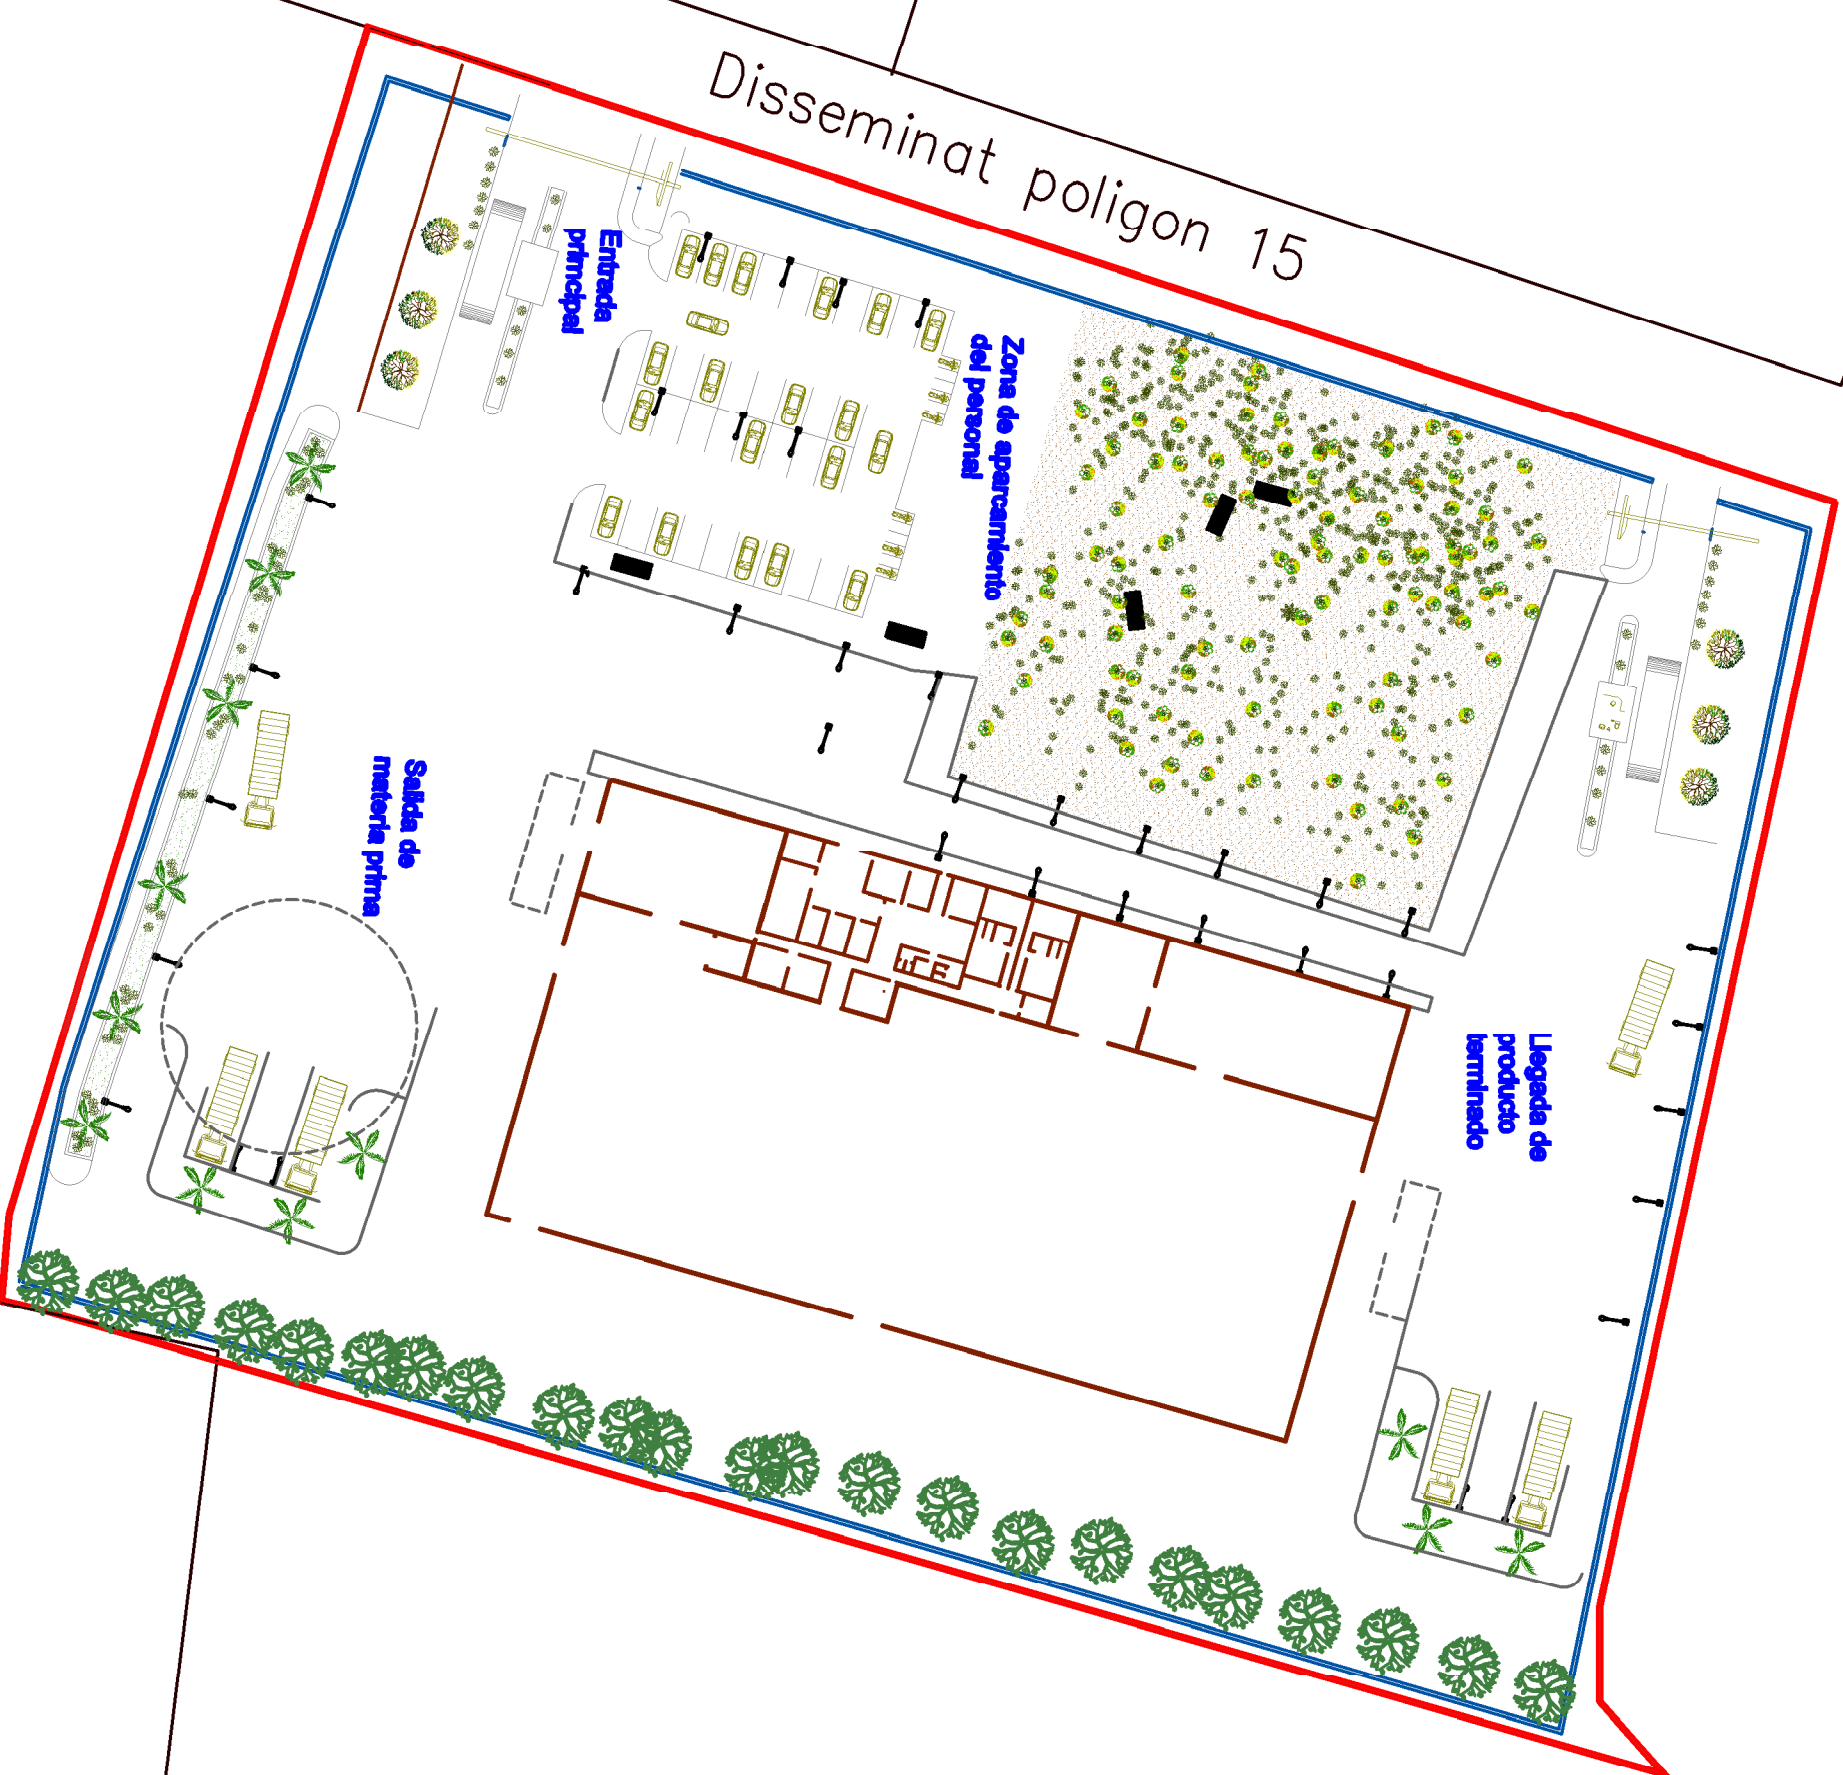 Disseminat poligon 15
Entrada
principal
Zona de aparcamiento
del personal
Salida de
materia prima
Llegada de
producto
terminado